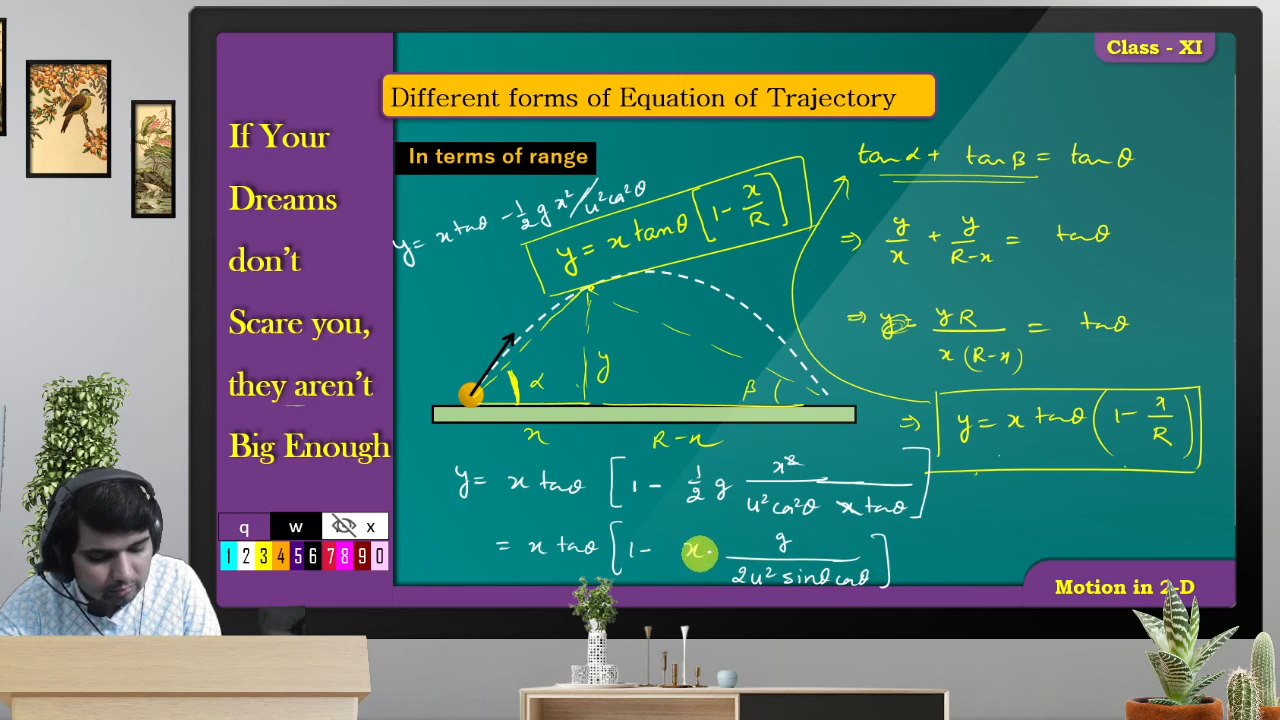 Class - XI
Different forms of Equation of Trajectory
If Your
Dreams
don't
Scare you,
they aren't
Big Enough
In terms of range
y = x tanθ - 1/2 g x²/u²cos²θ
y = x tanθ [1 - x/R]
α
y
β
x
R-x
y = x tanθ [1 - 1/2 g x²/u²cos²θ x tanθ]
= x tanθ [1 - x· g/2u² sinθ cosθ]
tan α + tan β = tan θ
⇒ y/x + y/R-x = tanθ
⇒ yR/x(R-x) = tanθ
⇒ y = x tanθ (1 - x/R)
q w x
1 2 3 4 5 6 7 8 9 0
Motion in 2-D